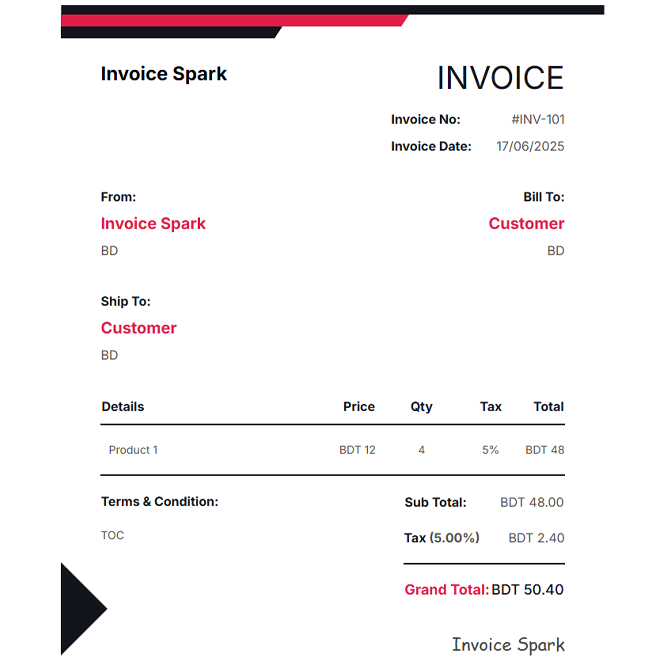 Invoice Spark
INVOICE
Invoice No: #INV-101
Invoice Date: 17/06/2025
From:
Invoice Spark
BD
Bill To:
Customer
BD
Ship To:
Customer
BD
Details Price Qty Tax Total
Product 1 BDT 12 4 5% BDT 48
Terms & Condition:
TOC
Sub Total: BDT 48.00
Tax (5.00%) BDT 2.40
Grand Total: BDT 50.40
Invoice Spark